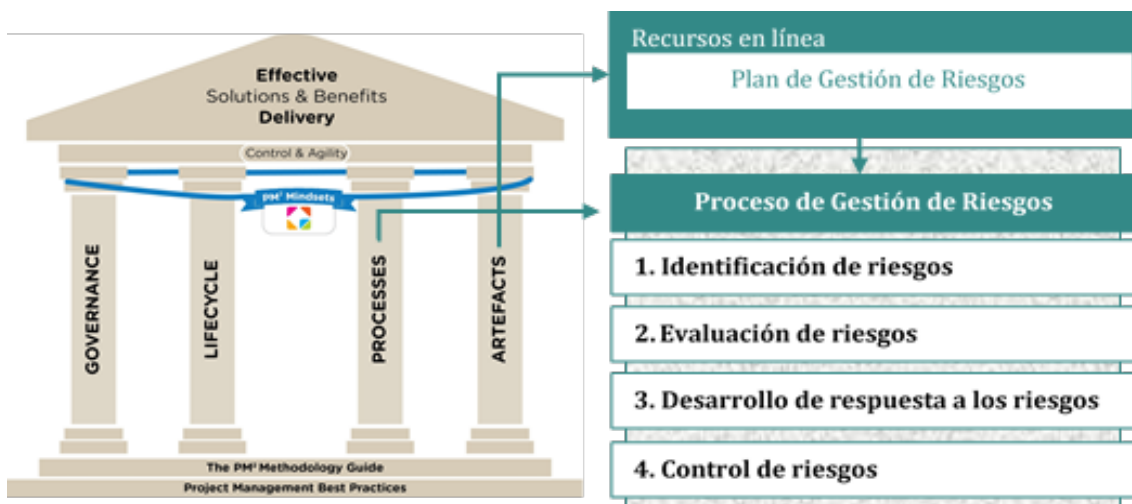 Effective
Solutions & Benefits
Delivery
Control & Agility
PM² Mindsets
GOVERNANCE
LIFECYCLE
PROCESSES
ARTEFACTS
The PM² Methodology Guide
Project Management Best Practices
Recursos en línea
Plan de Gestión de Riesgos
Proceso de Gestión de Riesgos
1. Identificación de riesgos
2. Evaluación de riesgos
3. Desarrollo de respuesta a los riesgos
4. Control de riesgos